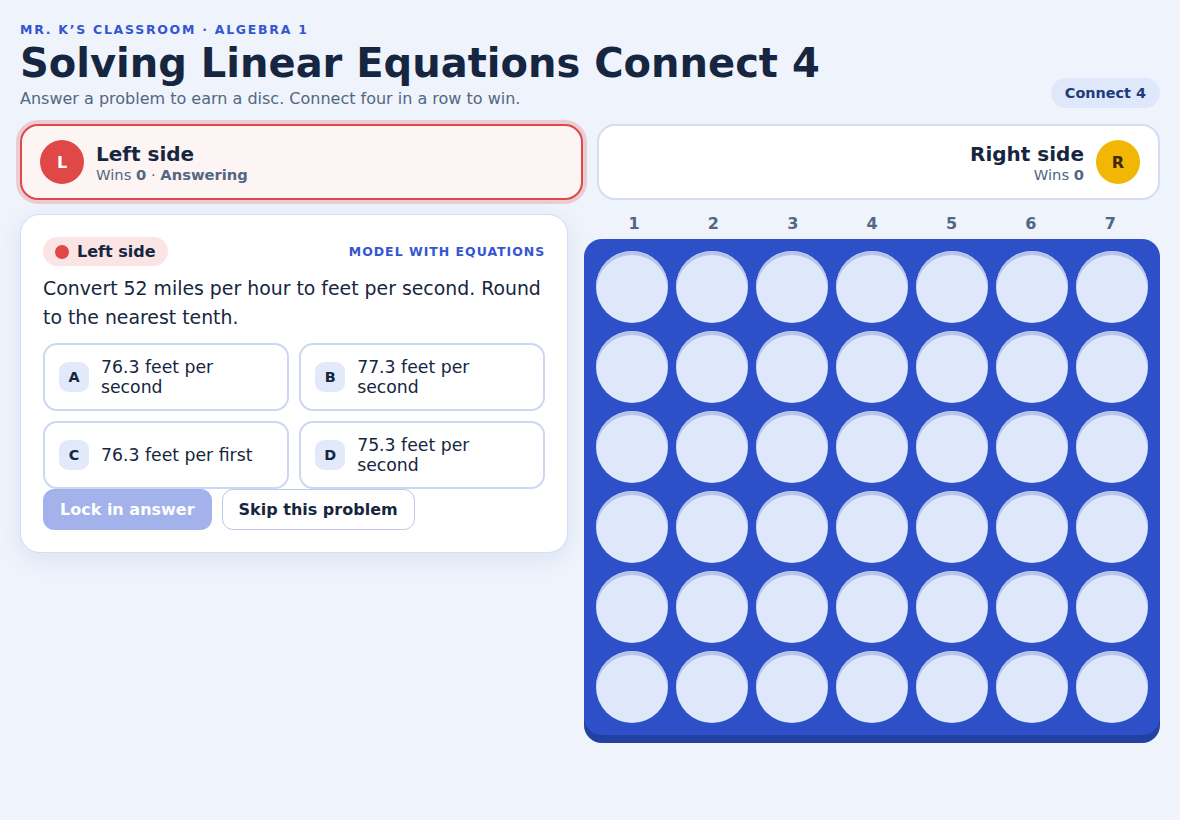 MR. K’S CLASSROOM · ALGEBRA 1
Solving Linear Equations Connect 4
Answer a problem to earn a disc. Connect four in a row to win.
Connect 4
L
Left side
Wins 0 · Answering
Right side
Wins 0
R
Left side
MODEL WITH EQUATIONS
Convert 52 miles per hour to feet per second. Round
to the nearest tenth.
A
76.3 feet per
second
B
77.3 feet per
second
C
76.3 feet per first
D
75.3 feet per
second
Lock in answer
Skip this problem
1 2 3 4 5 6 7